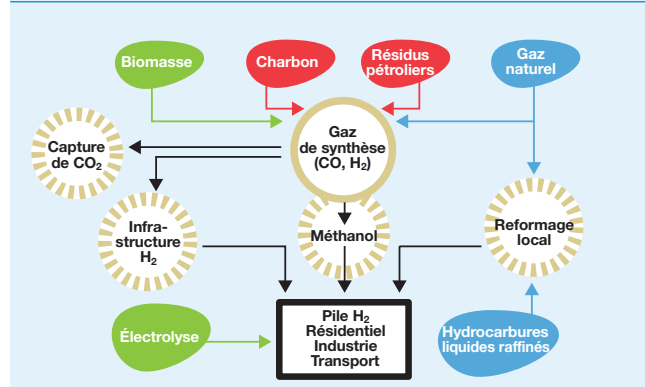 Biomasse
Charbon
Résidus
pétroliers
Gaz
naturel
Capture
de CO₂
Gaz
de synthèse
(CO, H₂)
Infra-
structure
H₂
Méthanol
Reformage
local
Électrolyse
Pile H₂
Résidentiel
Industrie
Transport
Hydrocarbures
liquides raffinés